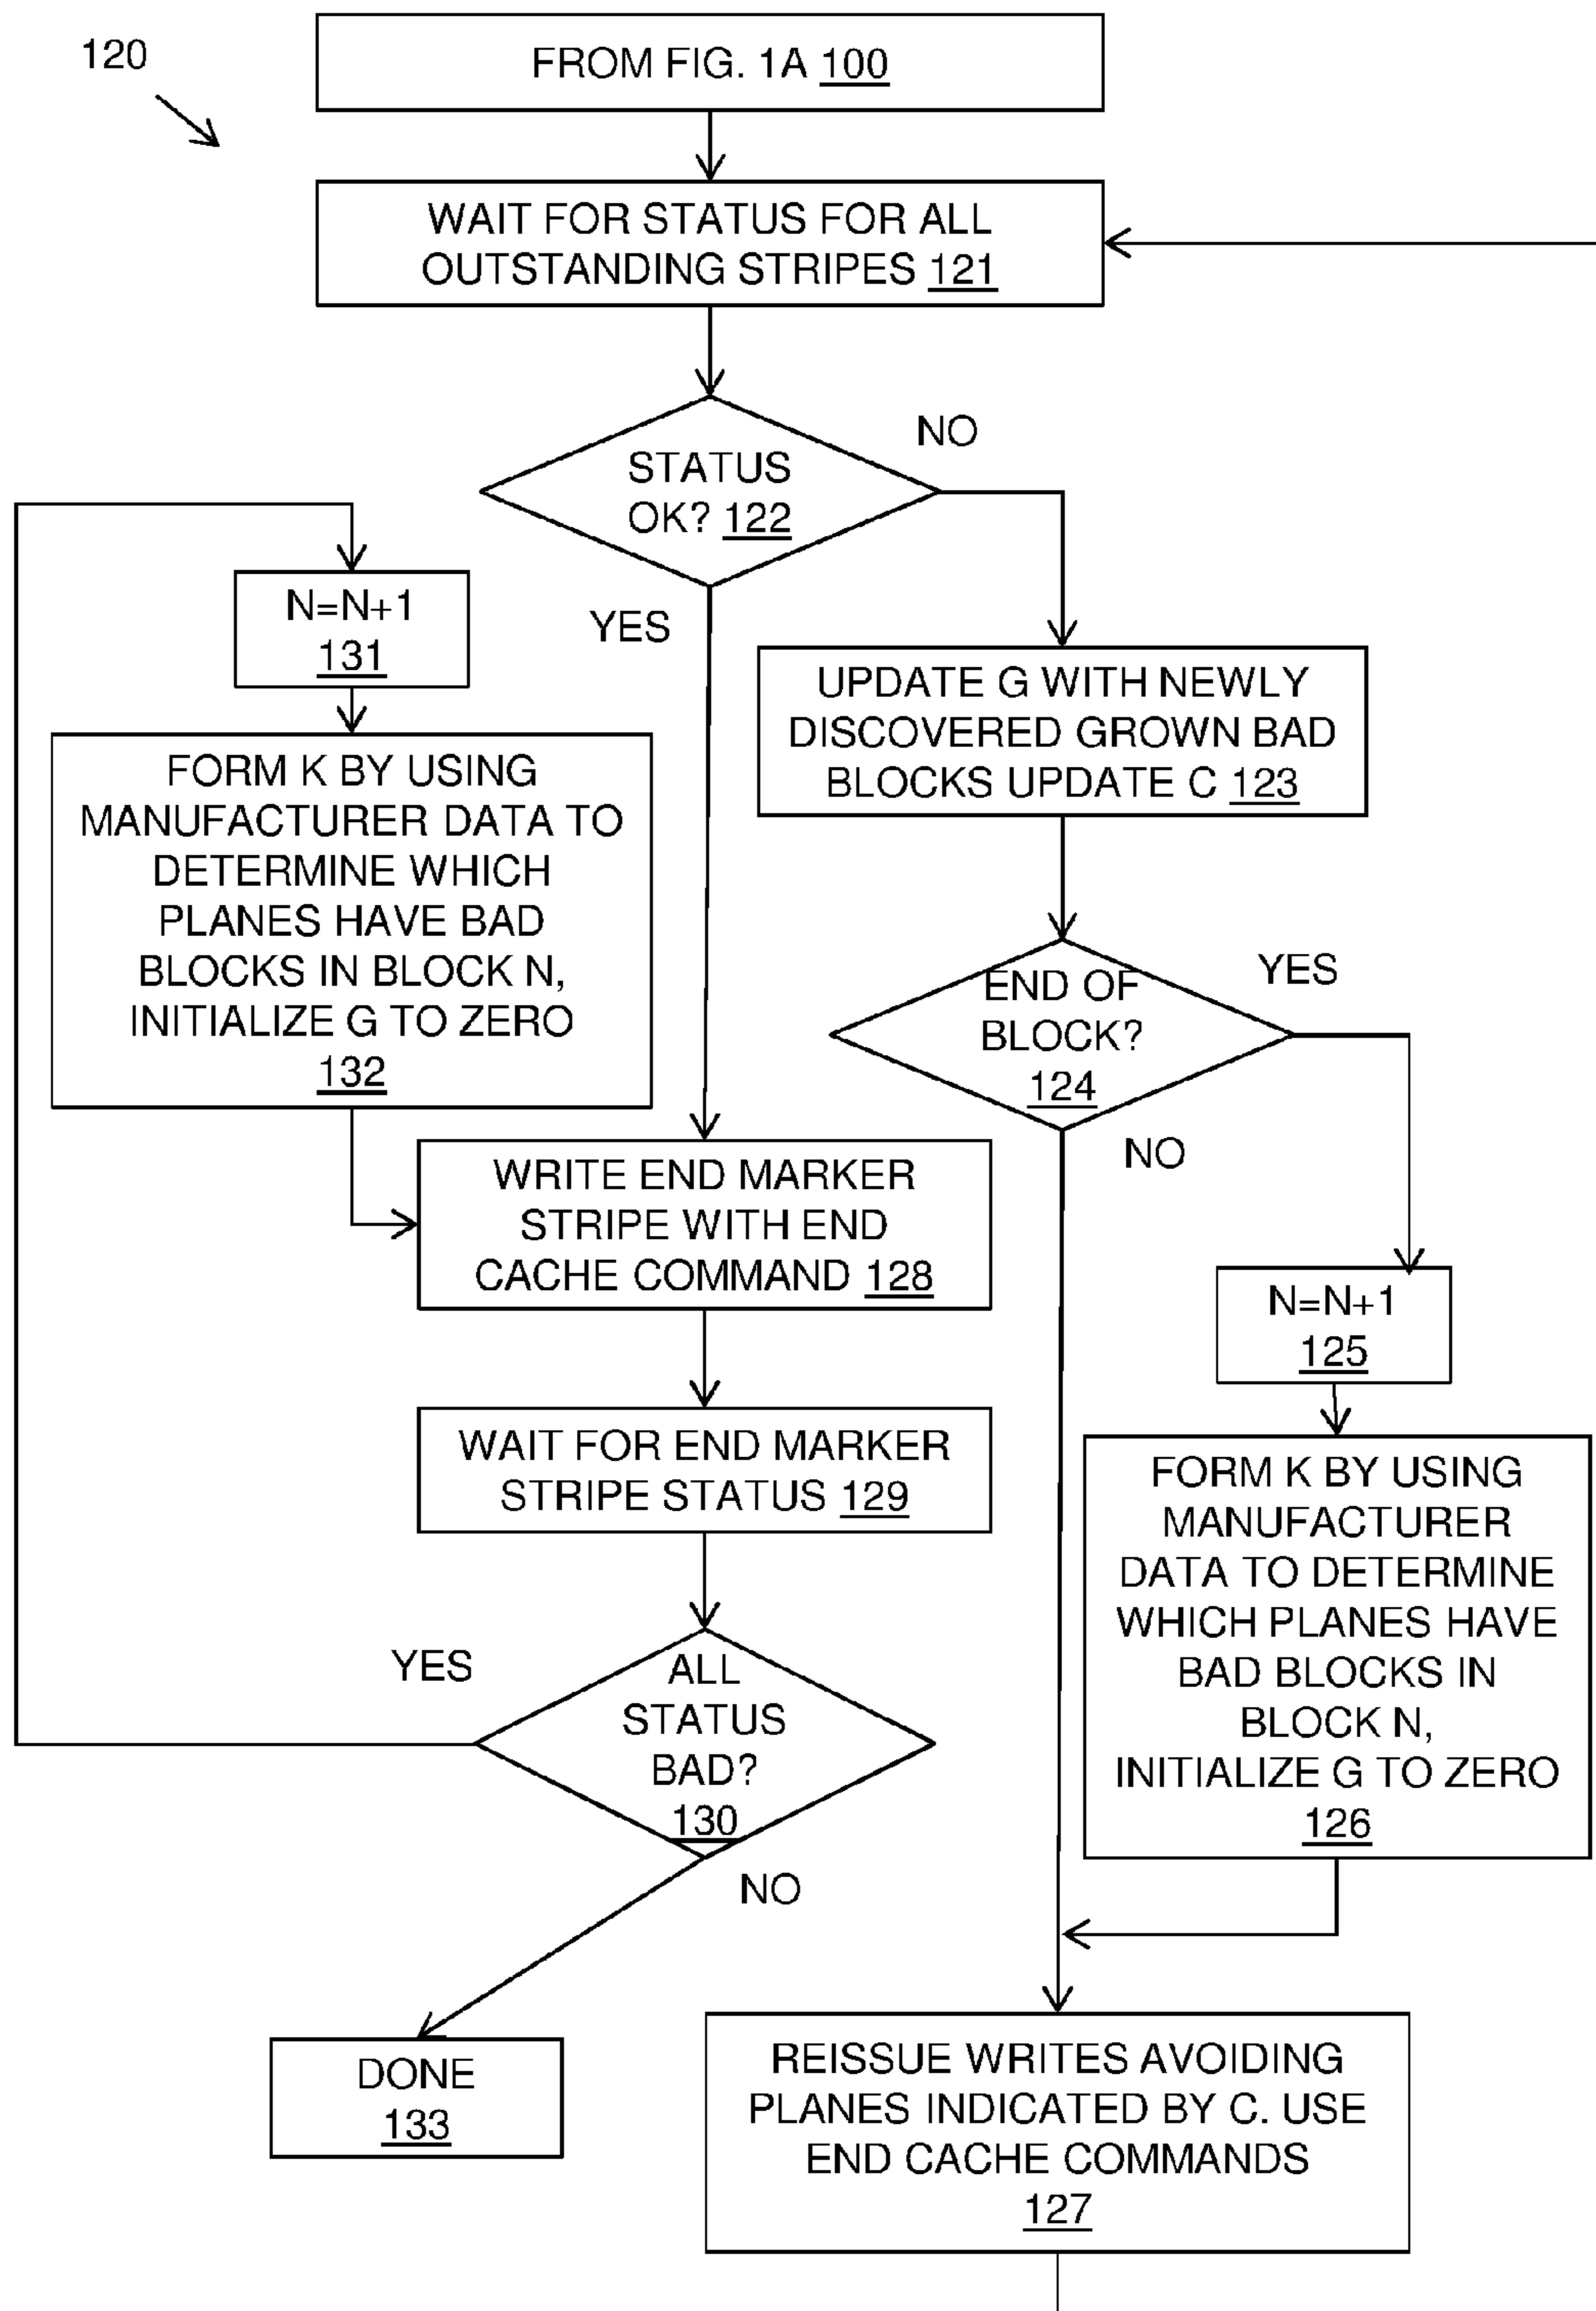 120
FROM FIG. 1A 100
WAIT FOR STATUS FOR ALL
OUTSTANDING STRIPES 121
STATUS
OK? 122
NO
YES
N=N+1
131
FORM K BY USING
MANUFACTURER DATA TO
DETERMINE WHICH
PLANES HAVE BAD
BLOCKS IN BLOCK N,
INITIALIZE G TO ZERO
132
UPDATE G WITH NEWLY
DISCOVERED GROWN BAD
BLOCKS UPDATE C 123
END OF
BLOCK?
124
YES
NO
WRITE END MARKER
STRIPE WITH END
CACHE COMMAND 128
N=N+1
125
WAIT FOR END MARKER
STRIPE STATUS 129
FORM K BY USING
MANUFACTURER
DATA TO DETERMINE
WHICH PLANES HAVE
BAD BLOCKS IN
BLOCK N,
INITIALIZE G TO ZERO
126
YES
ALL
STATUS
BAD?
130
NO
DONE
133
REISSUE WRITES AVOIDING
PLANES INDICATED BY C. USE
END CACHE COMMANDS
127